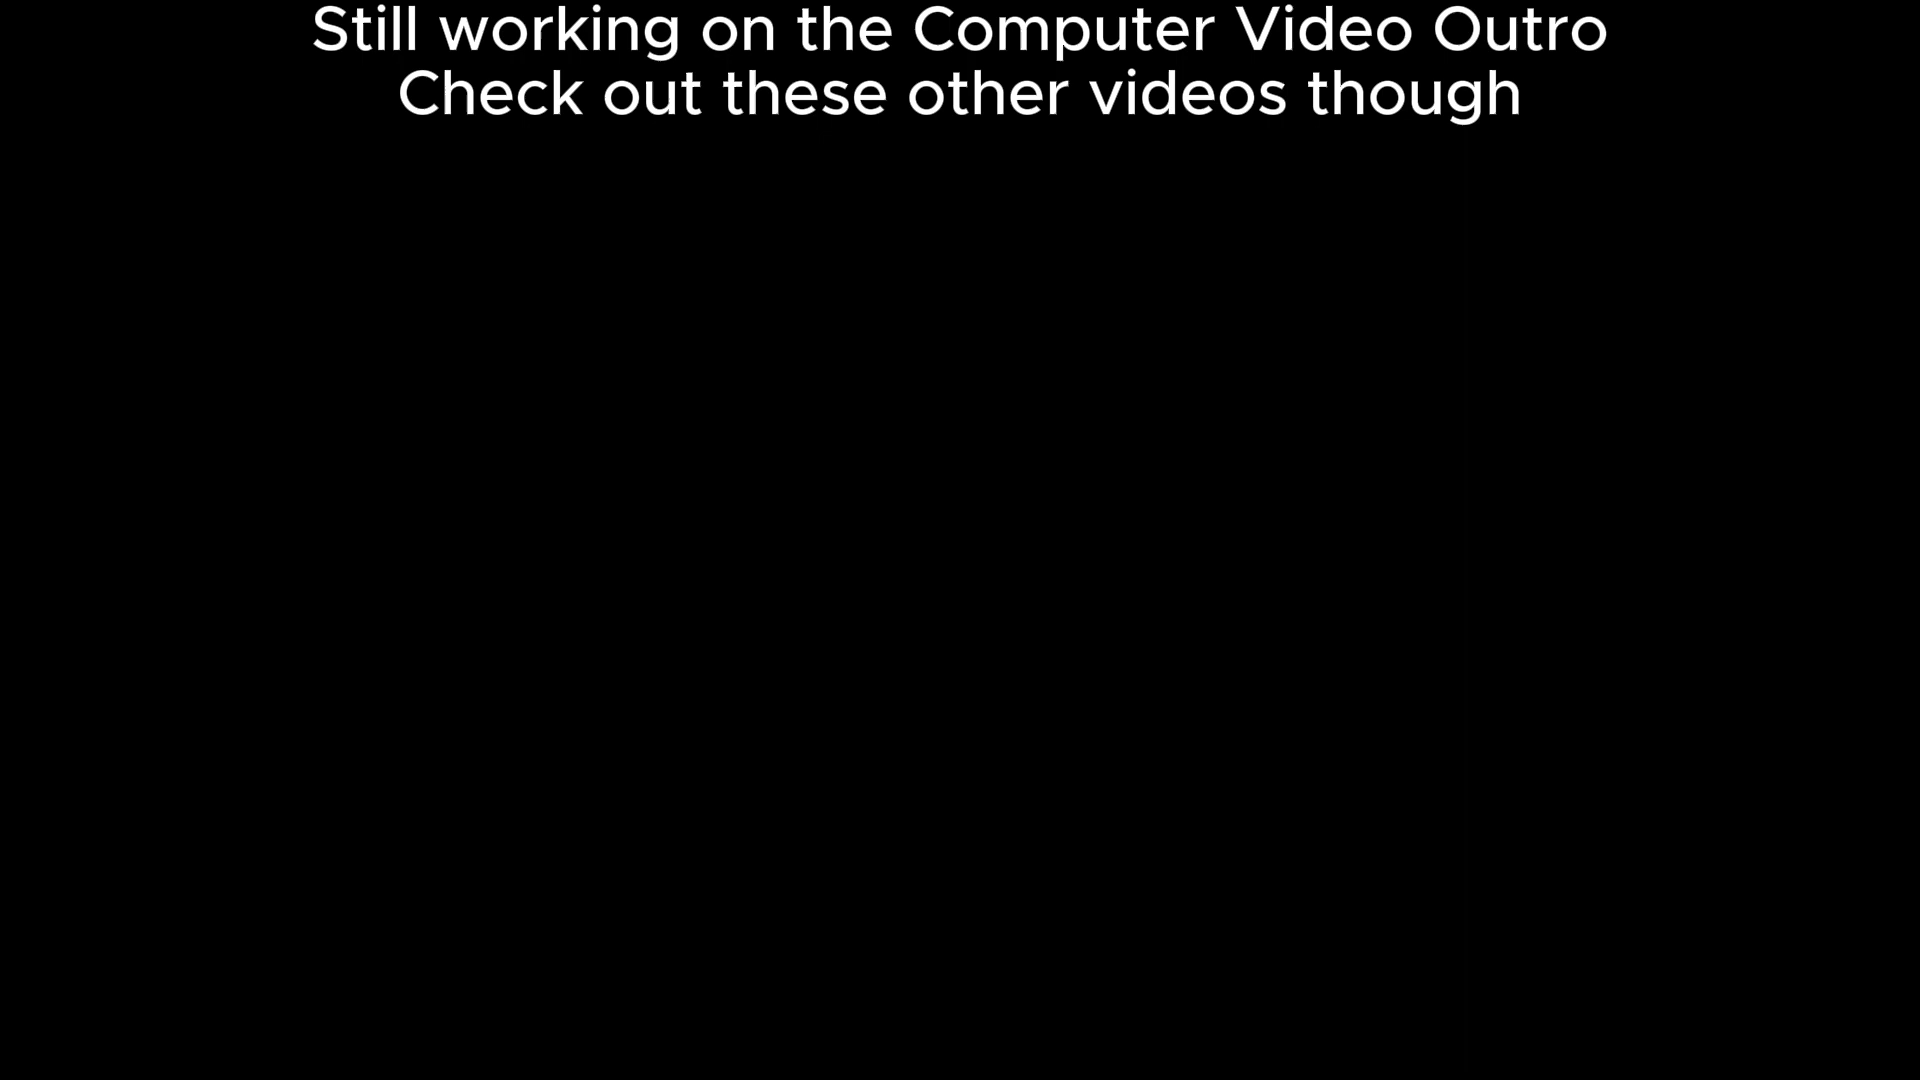 Still working on the Computer Video Outro
Check out these other videos though